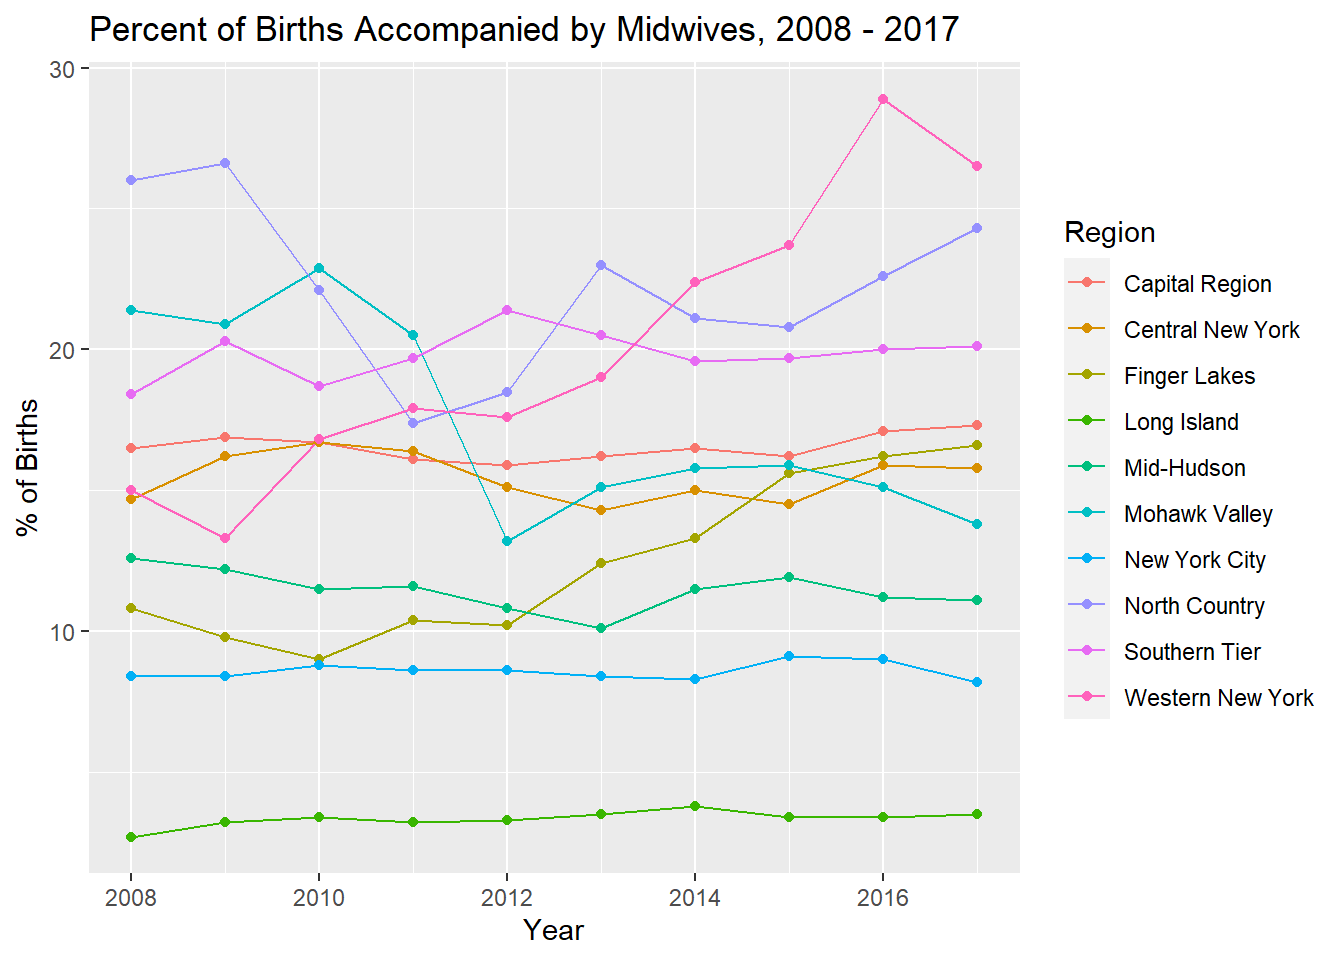 Percent of Births Accompanied by Midwives, 2008 - 2017
30
20
10
% of Births
2008 2010 2012 2014 2016
Year
Region
Capital Region
Central New York
Finger Lakes
Long Island
Mid-Hudson
Mohawk Valley
New York City
North Country
Southern Tier
Western New York